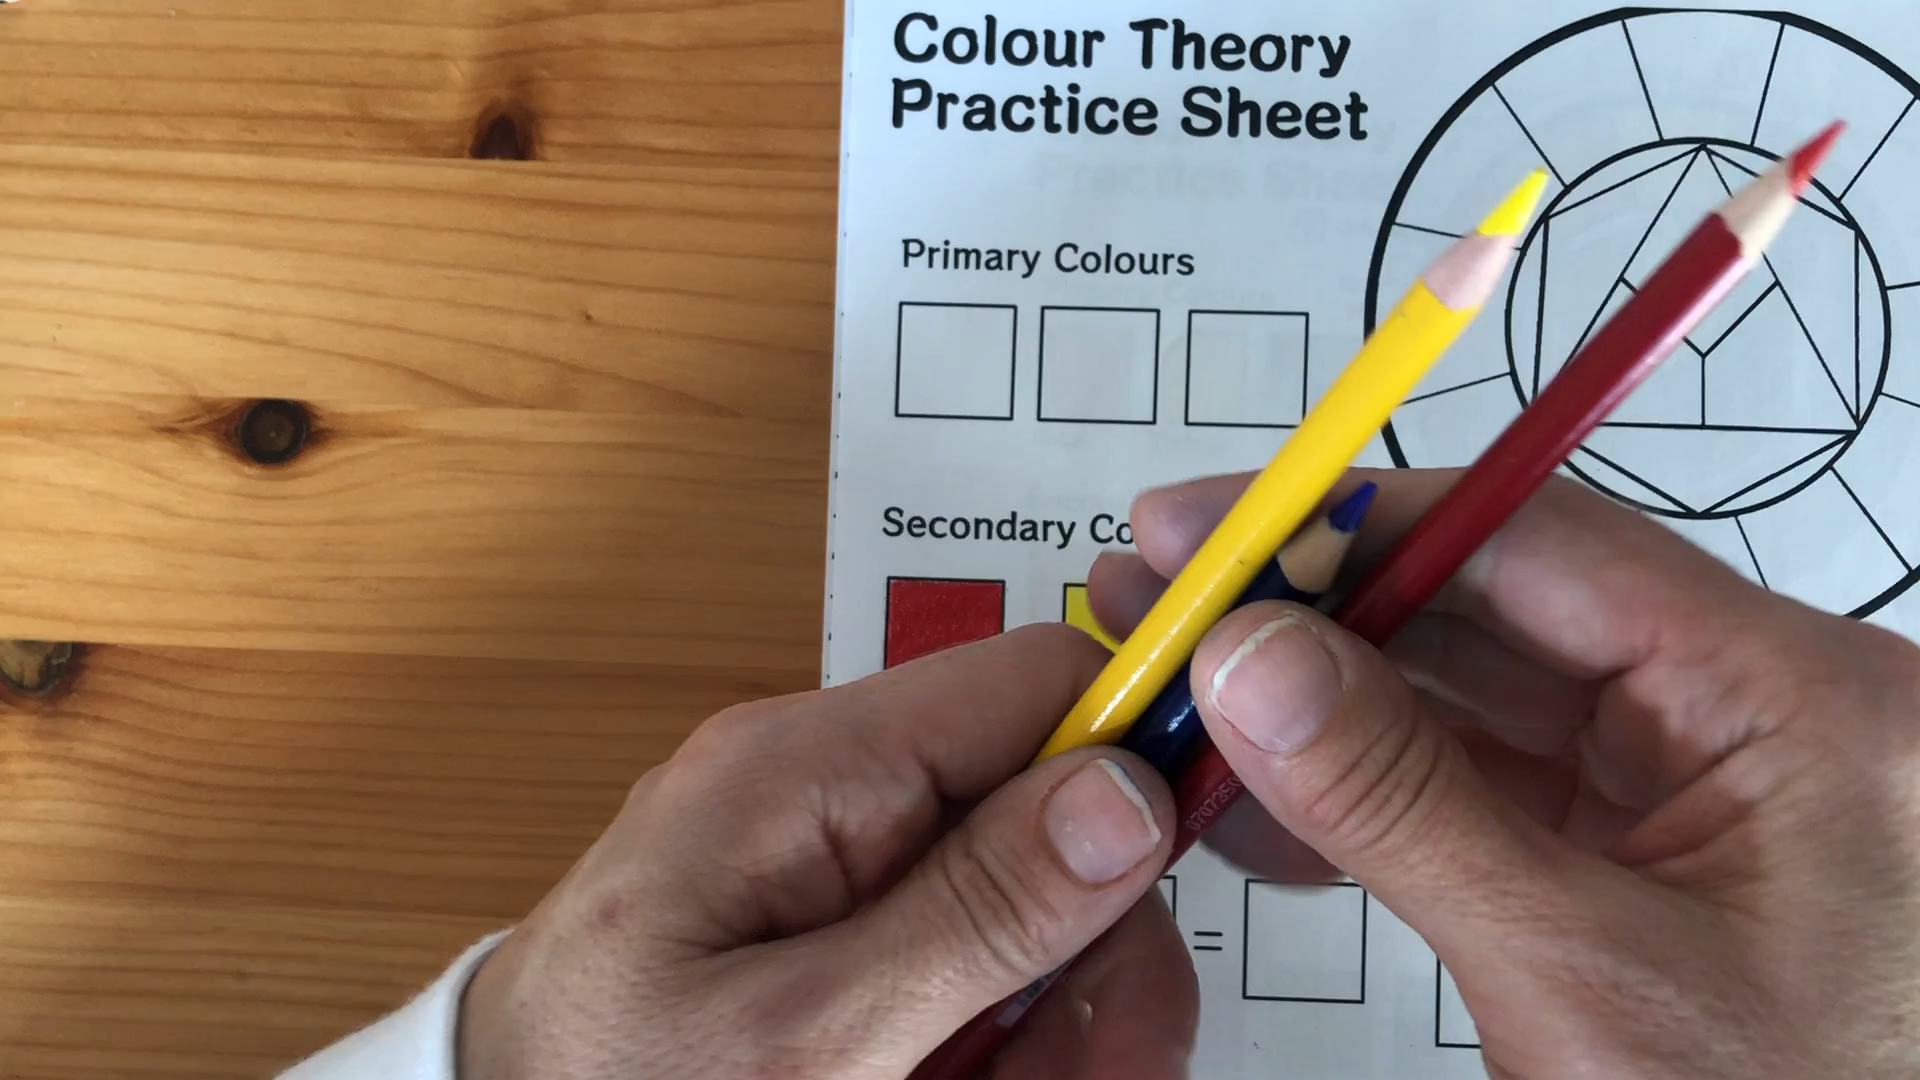 Colour Theory
Practice Sheet
Primary Colours
Secondary Co
=